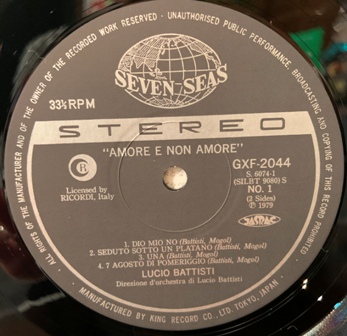 ALL RIGHTS OF THE MANUFACTURER AND OF THE OWNER OF THE RECORDED WORK RESERVED · UNAUTHORISED PUBLIC PERFORMANCE, BROADCASTING AND COPYING OF THIS RECORD PROHIBITED
SEVEN SEAS
33⅓RPM
STEREO
"AMORE E NON AMORE"
GXF-2044
S. 6074-1
(SILBT 9080) S
NO. 1
(2 Sides)
Ⓟ 1979
R
Licensed by
RICORDI, Italy
JASRAC
1. DIO MIO NO (Battisti, Mogol)
2. SEDUTO SOTTO UN PLATANO (Battisti, Mogol)
3. UNA (Battisti, Mogol)
4. 7 AGOSTO DI POMERIGGIO (Battisti, Mogol)
LUCIO BATTISTI
Direzione d'orchestra di Lucio Battisti
MANUFACTURED BY KING RECORD CO. LTD. TOKYO, JAPAN